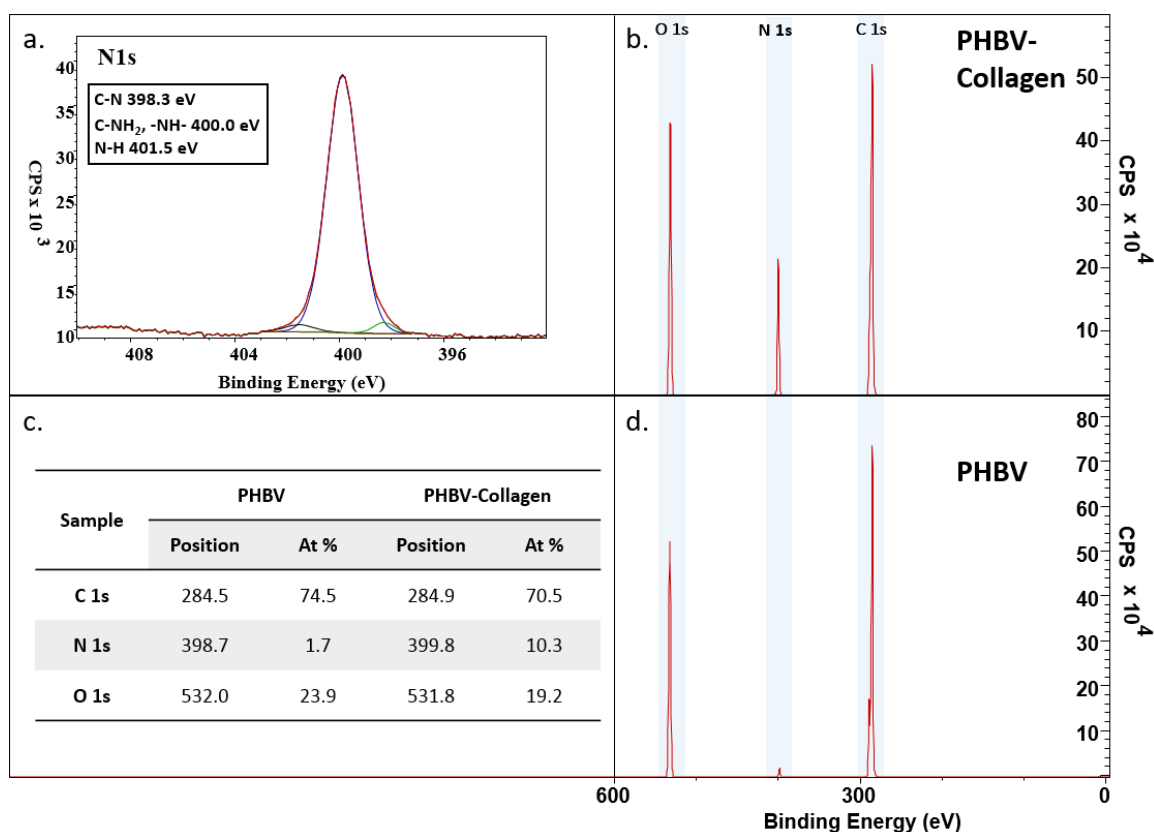 a.
N1s
C-N 398.3 eV
C-NH₂, -NH- 400.0 eV
N-H 401.5 eV
40
35
30
25
20
15
10
CPS x 10 3
408 404 400 396
Binding Energy (eV)
b.
O 1s N 1s C 1s
PHBV-
Collagen
50
40
30
20
10
CPS x 10⁴
c.
Sample PHBV PHBV-Collagen
Position At % Position At %
C 1s 284.5 74.5 284.9 70.5
N 1s 398.7 1.7 399.8 10.3
O 1s 532.0 23.9 531.8 19.2
d.
PHBV
80
70
60
50
40
30
20
10
0
CPS x 10⁴
600 300 0
Binding Energy (eV)